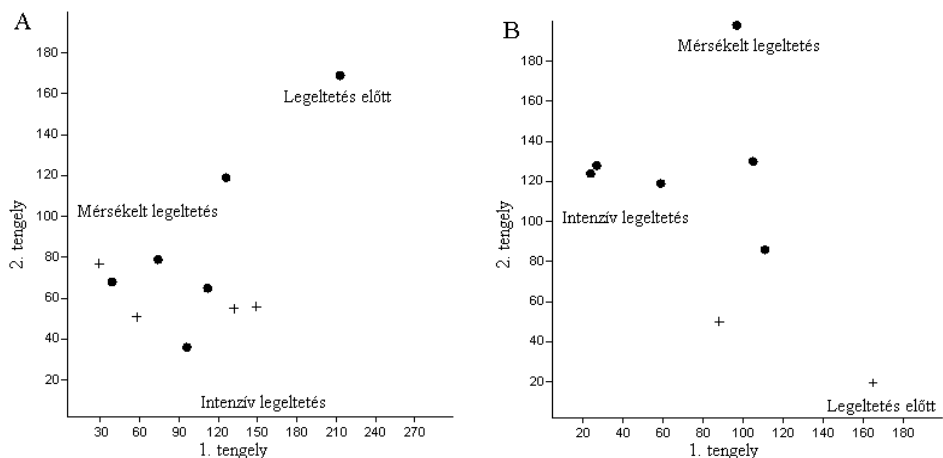 A
180
160
140
120
100
80
60
40
20
2. tengely
Legeltetés előtt
Mérsékelt legeltetés
Intenzív legeltetés
30 60 90 120 150 180 210 240 270
1. tengely
B
180
160
140
120
100
80
60
40
20
2. tengely
Mérsékelt legeltetés
Intenzív legeltetés
Legeltetés előtt
20 40 60 80 100 120 140 160 180
1. tengely